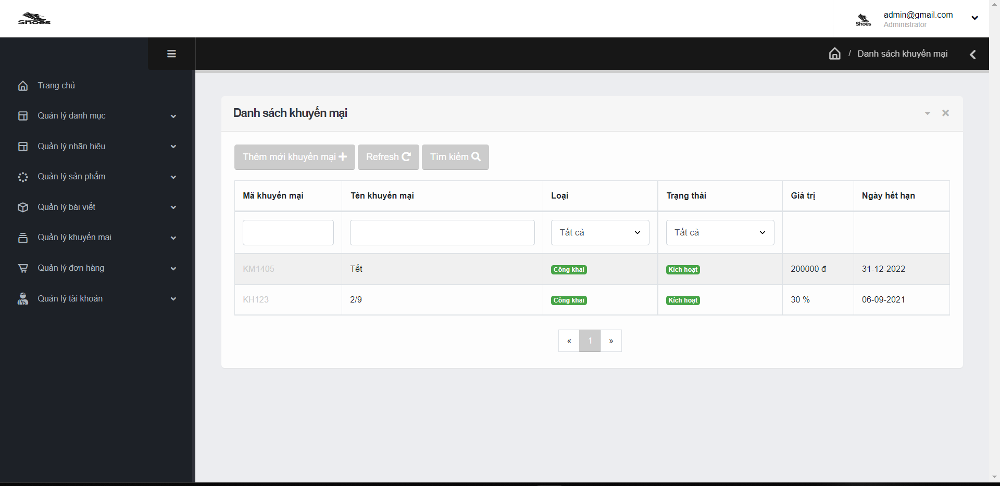 Shoes
Shoes
admin@gmail.com
Administrator
/ Danh sách khuyến mại
Trang chủ
Quản lý danh mục
Quản lý nhãn hiệu
Quản lý sản phẩm
Quản lý bài viết
Quản lý khuyến mại
Quản lý đơn hàng
Quản lý tài khoản
Danh sách khuyến mại
Thêm mới khuyến mại Refresh Tìm kiếm
Mã khuyến mại Tên khuyến mại Loại Trạng thái Giá trị Ngày hết hạn
Tất cả Tất cả
KM1405 Tết Công khai Kích hoạt 200000 đ 31-12-2022
KH123 2/9 Công khai Kích hoạt 30 % 06-09-2021
« 1 »